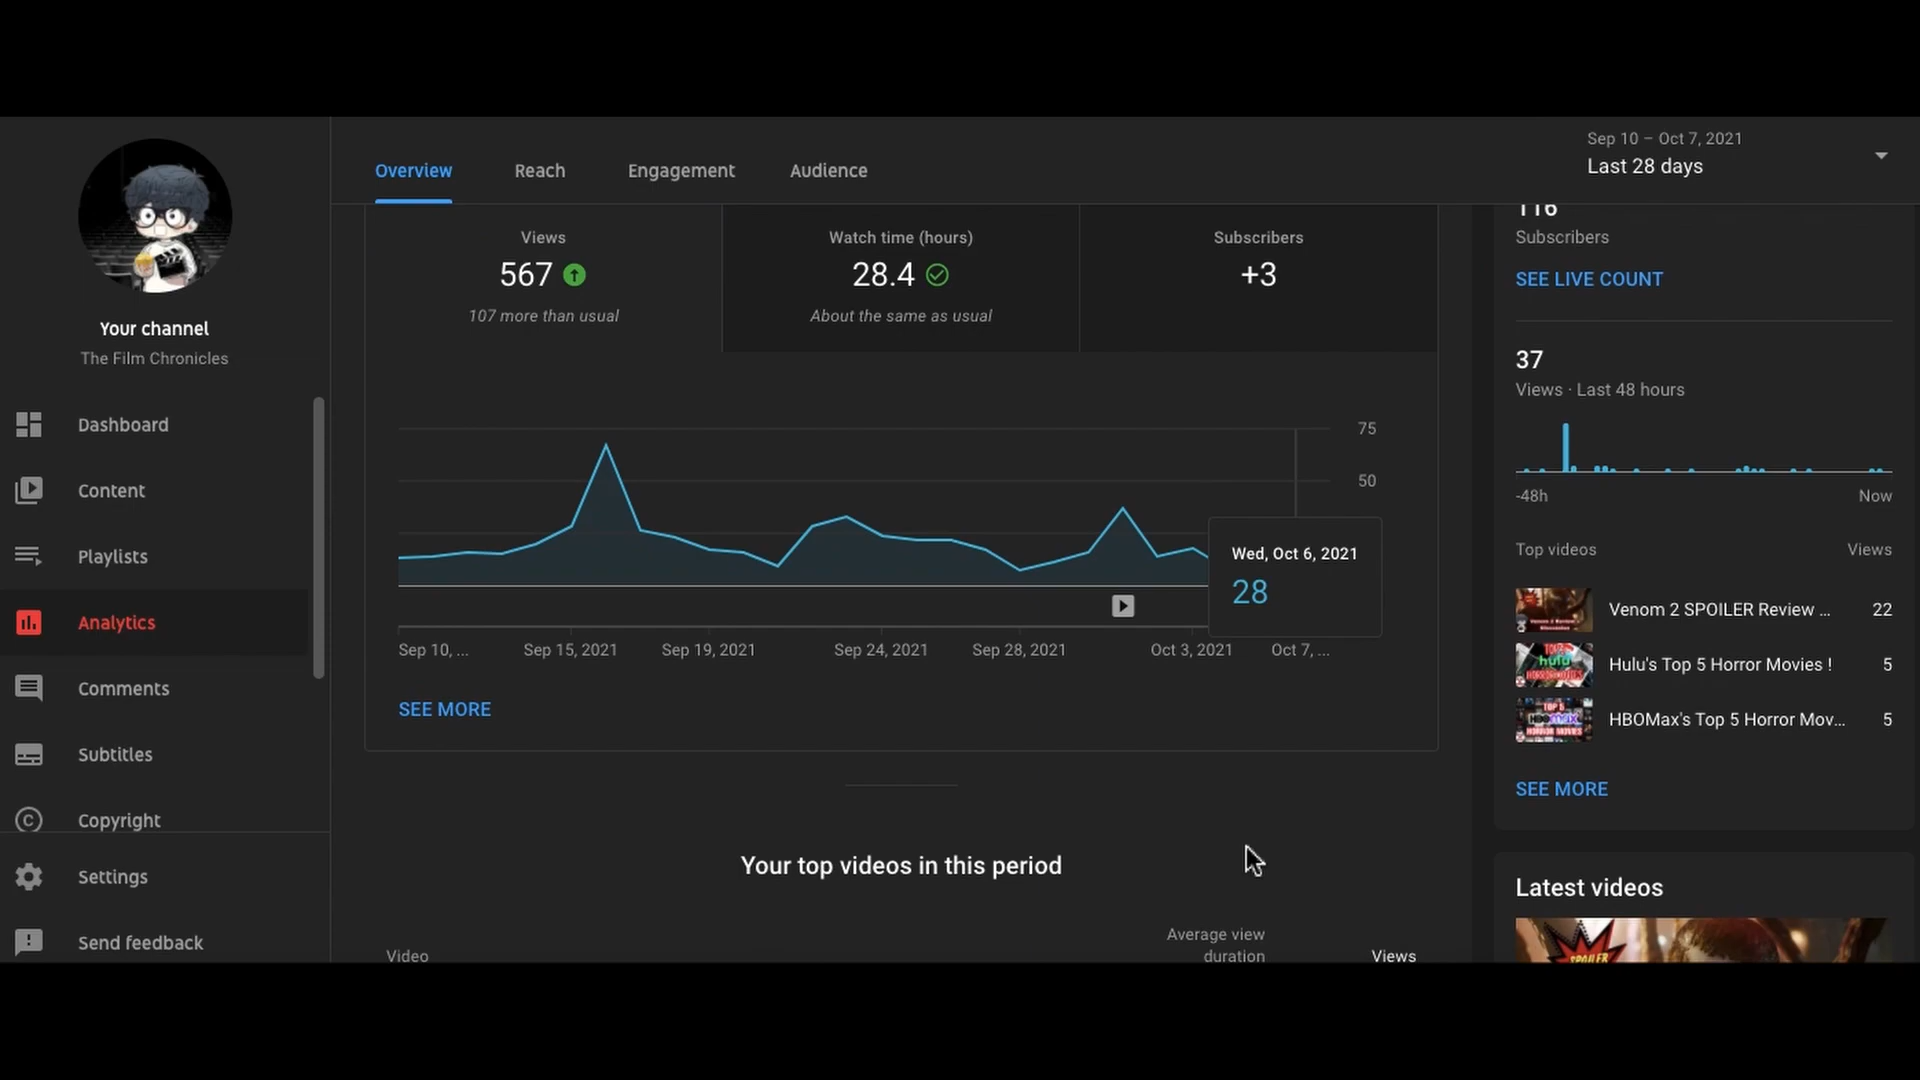 Sep 10 – Oct 7, 2021
Last 28 days
Overview
Reach
Engagement
Audience
Your channel
The Film Chronicles
Dashboard
Content
Playlists
Analytics
Comments
Subtitles
Copyright
Settings
Send feedback
Views
567
107 more than usual
Watch time (hours)
28.4
About the same as usual
Subscribers
+3
75
50
Wed, Oct 6, 2021
28
Sep 10, ...
Sep 15, 2021
Sep 19, 2021
Sep 24, 2021
Sep 28, 2021
Oct 3, 2021
Oct 7, ...
SEE MORE
Your top videos in this period
Video
Average view
duration
Views
116
Subscribers
SEE LIVE COUNT
37
Views · Last 48 hours
-48h
Now
Top videos
Views
Venom 2 SPOILER Review ...
22
Hulu's Top 5 Horror Movies !
5
HBOMax's Top 5 Horror Mov...
5
SEE MORE
Latest videos
SPOILER